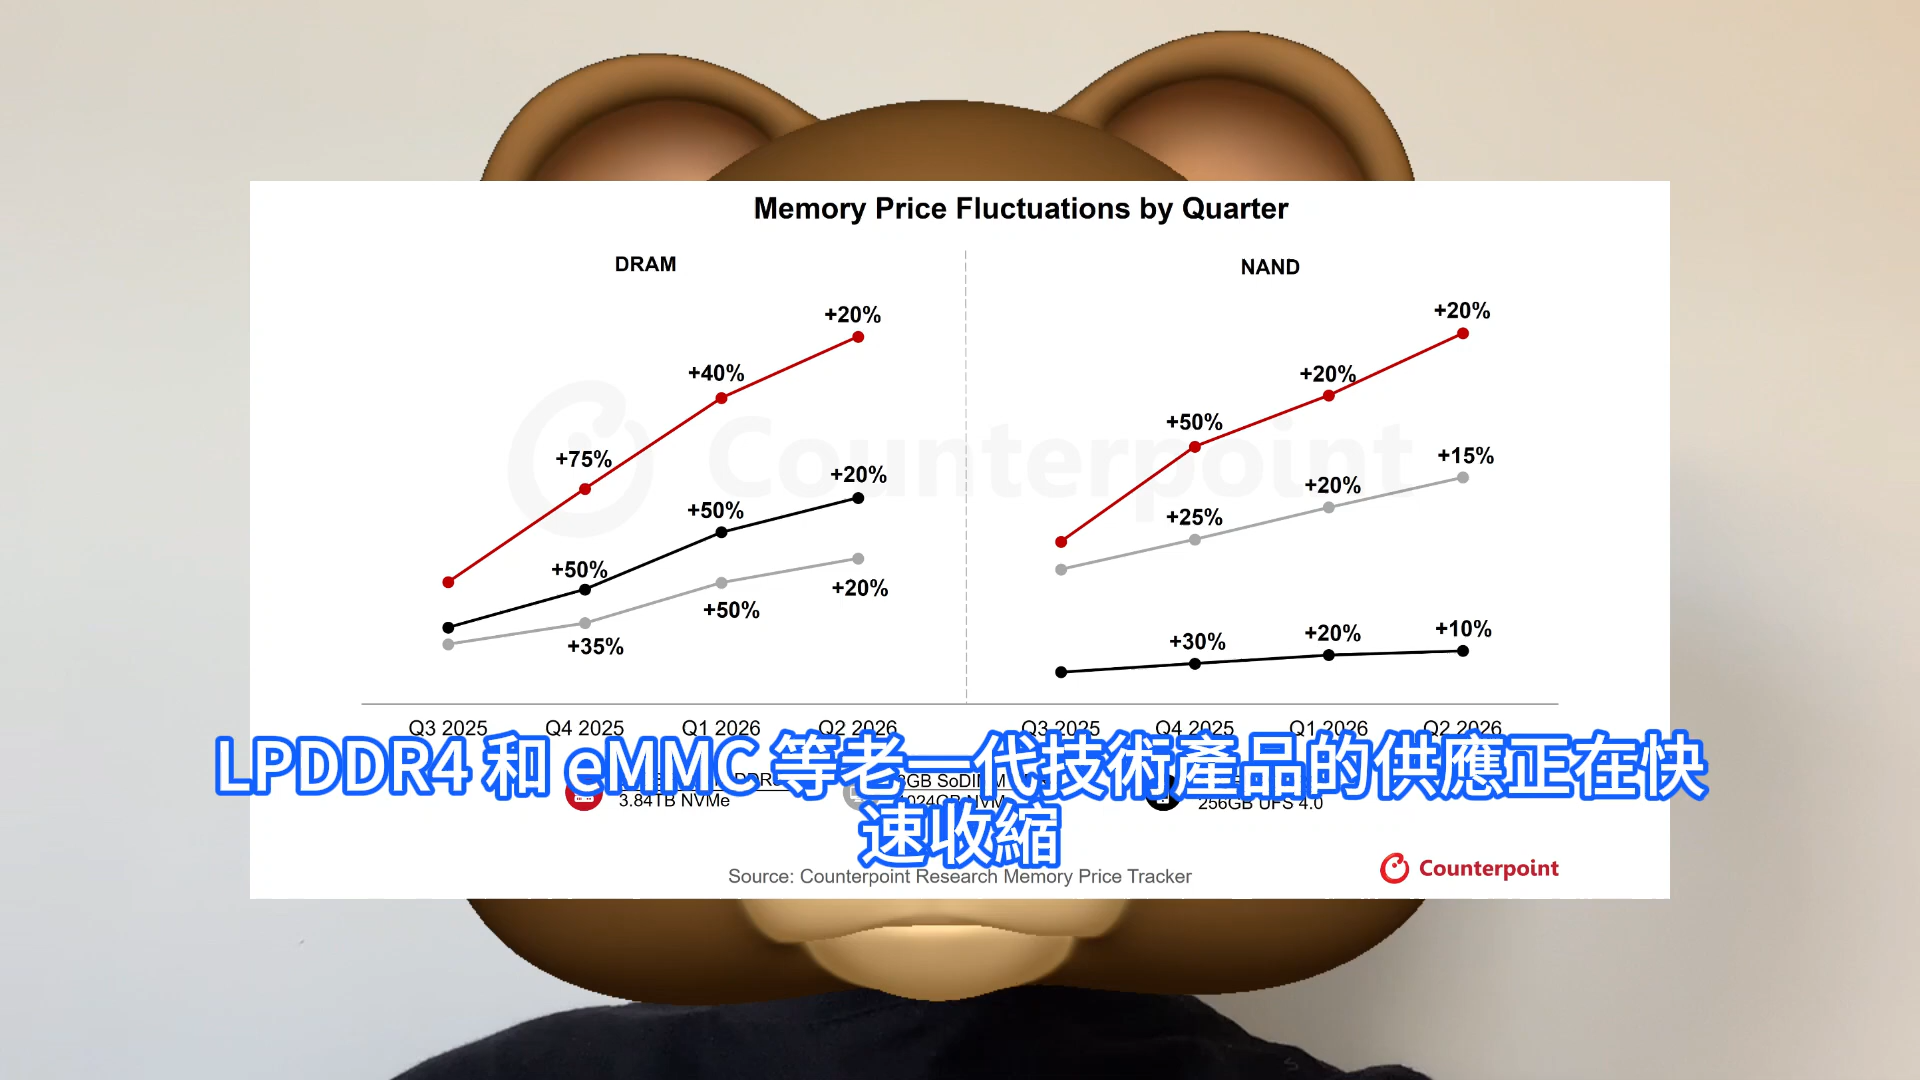 Memory Price Fluctuations by Quarter
DRAM
NAND
+20%
+40%
+75%
+20%
+50%
+50%
+20%
+50%
+35%
+20%
+20%
+50%
+15%
+20%
+25%
+10%
+20%
+30%
Q3 2025 Q4 2025 Q1 2026 Q2 2026
Q3 2025 Q4 2025 Q1 2026 Q2 2026
3.84TB NVMe
256GB UFS 4.0
LPDDR4 和 eMMC 等老一代技術產品的供應正在快
速收縮
Source: Counterpoint Research Memory Price Tracker
Counterpoint
Counterpoint